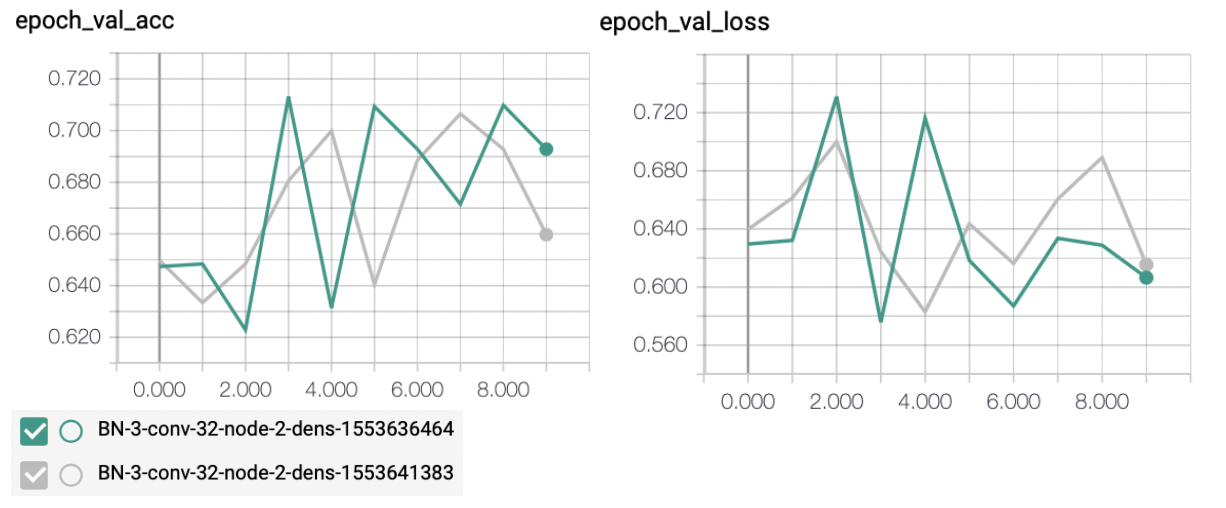 epoch_val_acc
0.720
0.700
0.680
0.660
0.640
0.620
0.000 2.000 4.000 6.000 8.000
epoch_val_loss
0.720
0.680
0.640
0.600
0.560
0.000 2.000 4.000 6.000 8.000
BN-3-conv-32-node-2-dens-1553636464
BN-3-conv-32-node-2-dens-1553641383